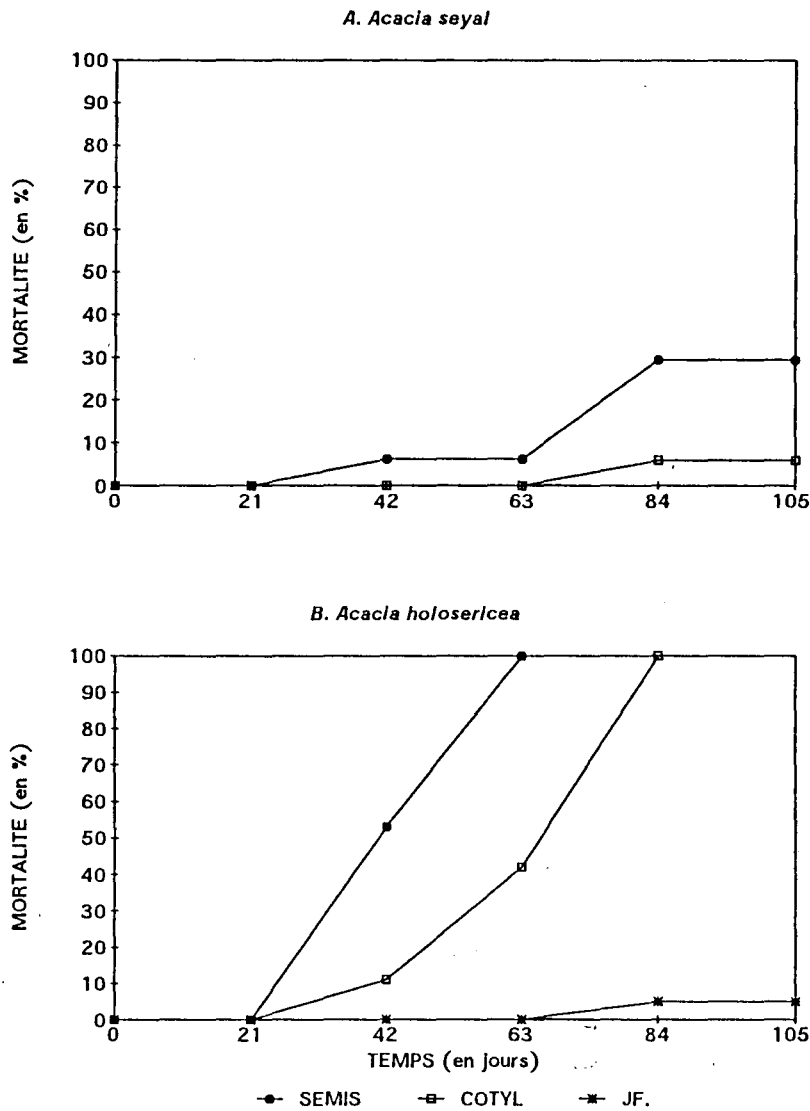 A. Acacia seyal
100
90
80
70
60
50
40
30
20
10
0
MORTALITE (en %)
0 21 42 63 84 105
B. Acacia holosericea
100
90
80
70
60
50
40
30
20
10
0
MORTALITE (en %)
0 21 42 63 84 105
TEMPS (en jours)
SEMIS COTYL JF.